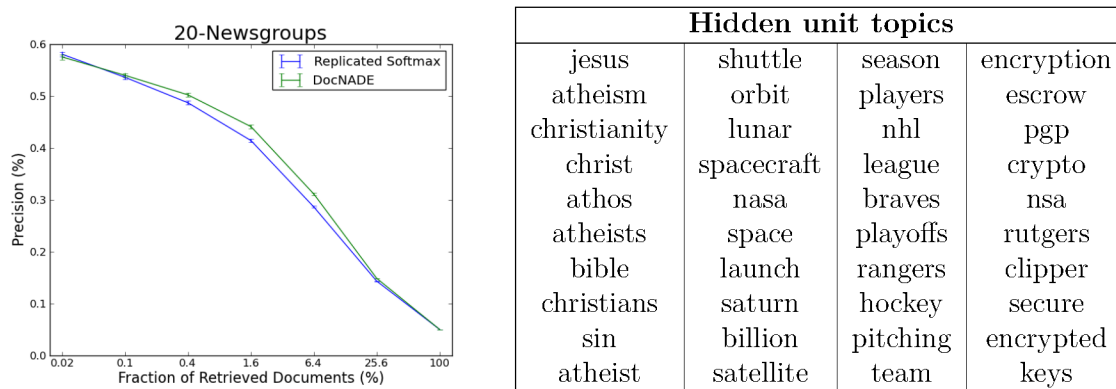 20-Newsgroups
Replicated Softmax
DocNADE
Precision (%)
0.6
0.5
0.4
0.3
0.2
0.1
0.0
0.02 0.1 0.4 1.6 6.4 25.6 100
Fraction of Retrieved Documents (%)
Hidden unit topics
jesus shuttle season encryption
atheism orbit players escrow
christianity lunar nhl pgp
christ spacecraft league crypto
athos nasa braves nsa
atheists space playoffs rutgers
bible launch rangers clipper
christians saturn hockey secure
sin billion pitching encrypted
atheist satellite team keys